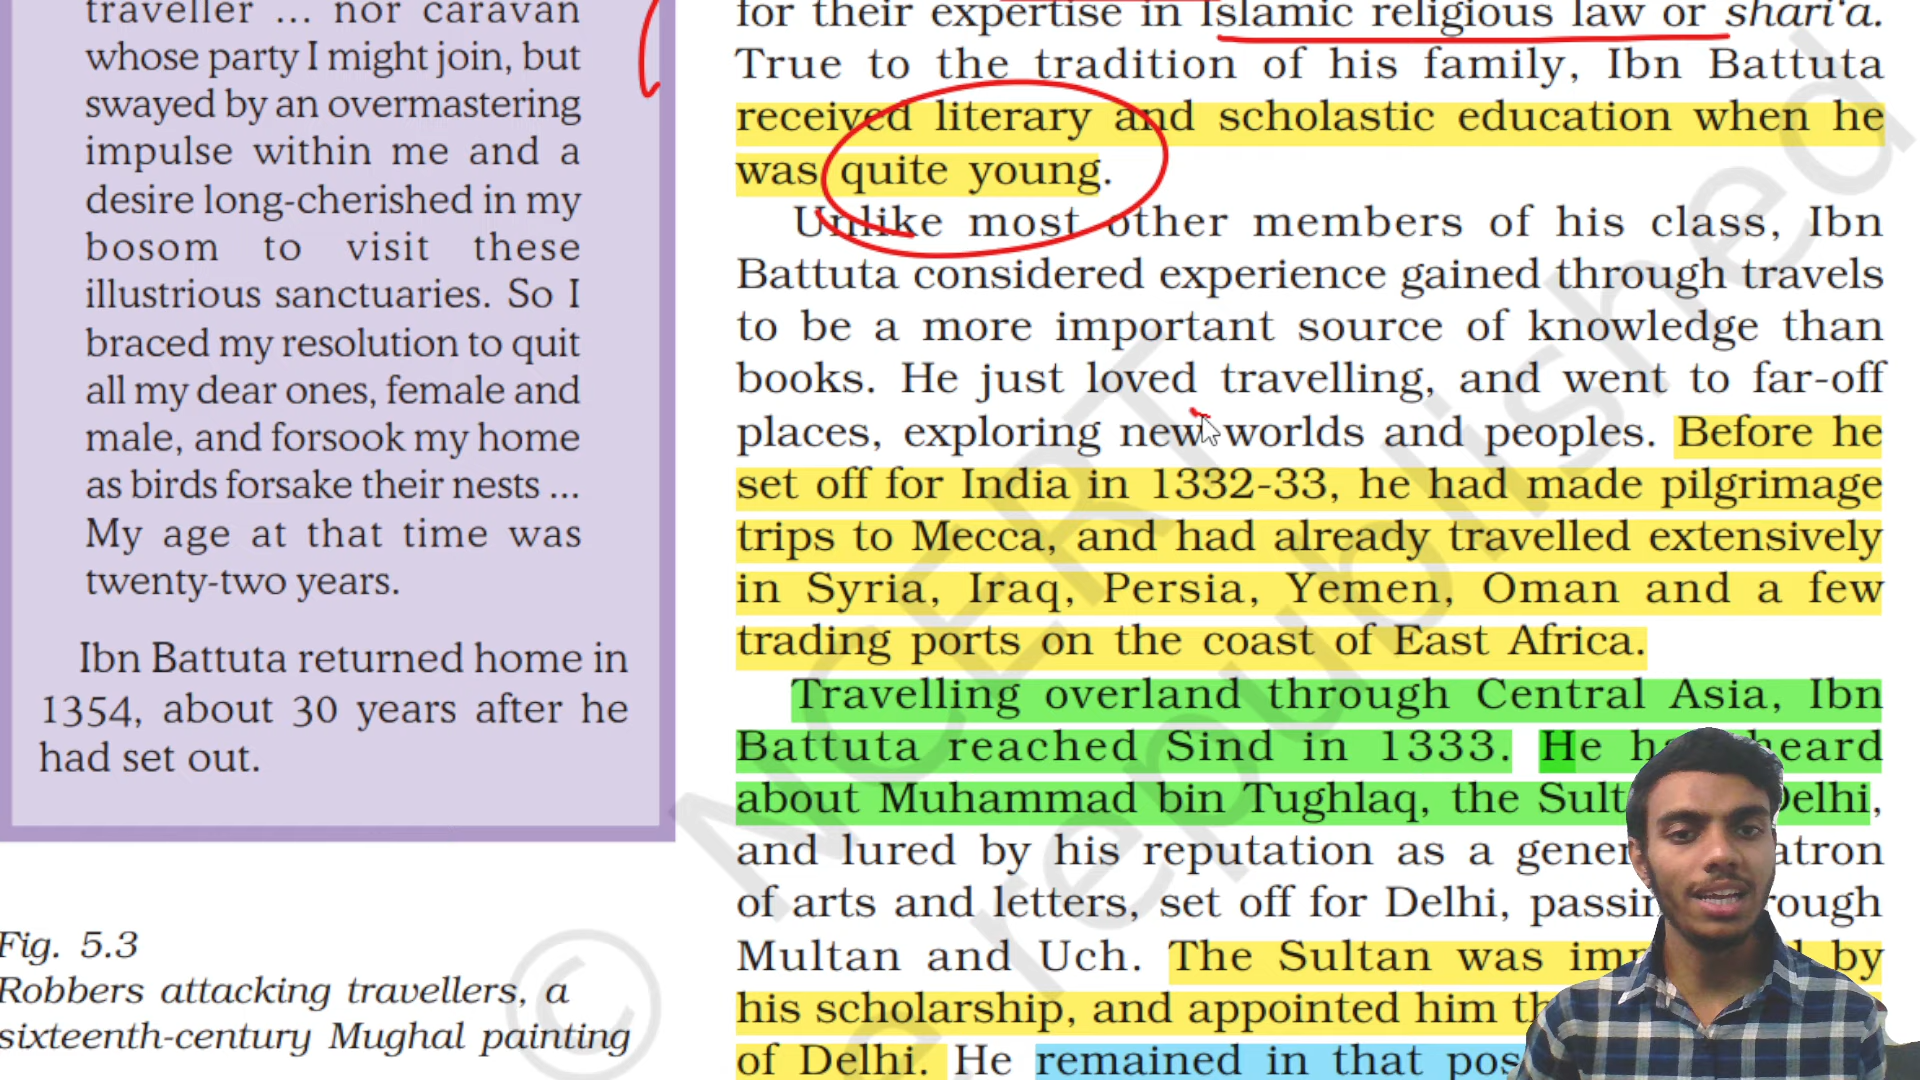 traveller ... nor caravan
whose party I might join, but
swayed by an overmastering
impulse within me and a
desire long-cherished in my
bosom to visit these
illustrious sanctuaries. So I
braced my resolution to quit
all my dear ones, female and
male, and forsook my home
as birds forsake their nests ...
My age at that time was
twenty-two years.
Ibn Battuta returned home in
1354, about 30 years after he
had set out.
Fig. 5.3
Robbers attacking travellers, a
sixteenth-century Mughal painting
for their expertise in Islamic religious law or shari‘a.
True to the tradition of his family, Ibn Battuta
received literary and scholastic education when he
was quite young.
Unlike most other members of his class, Ibn
Battuta considered experience gained through travels
to be a more important source of knowledge than
books. He just loved travelling, and went to far-off
places, exploring new worlds and peoples. Before he
set off for India in 1332-33, he had made pilgrimage
trips to Mecca, and had already travelled extensively
in Syria, Iraq, Persia, Yemen, Oman and a few
trading ports on the coast of East Africa.
Travelling overland through Central Asia, Ibn
Battuta reached Sind in 1333. He heard
about Muhammad bin Tughlaq, the Delhi,
and lured by his reputation as a
of arts and letters, set off for Delhi,
Multan and Uch. The Sultan was by
his scholarship, and appointed him
of Delhi. He remained in that
© NCERT
republished